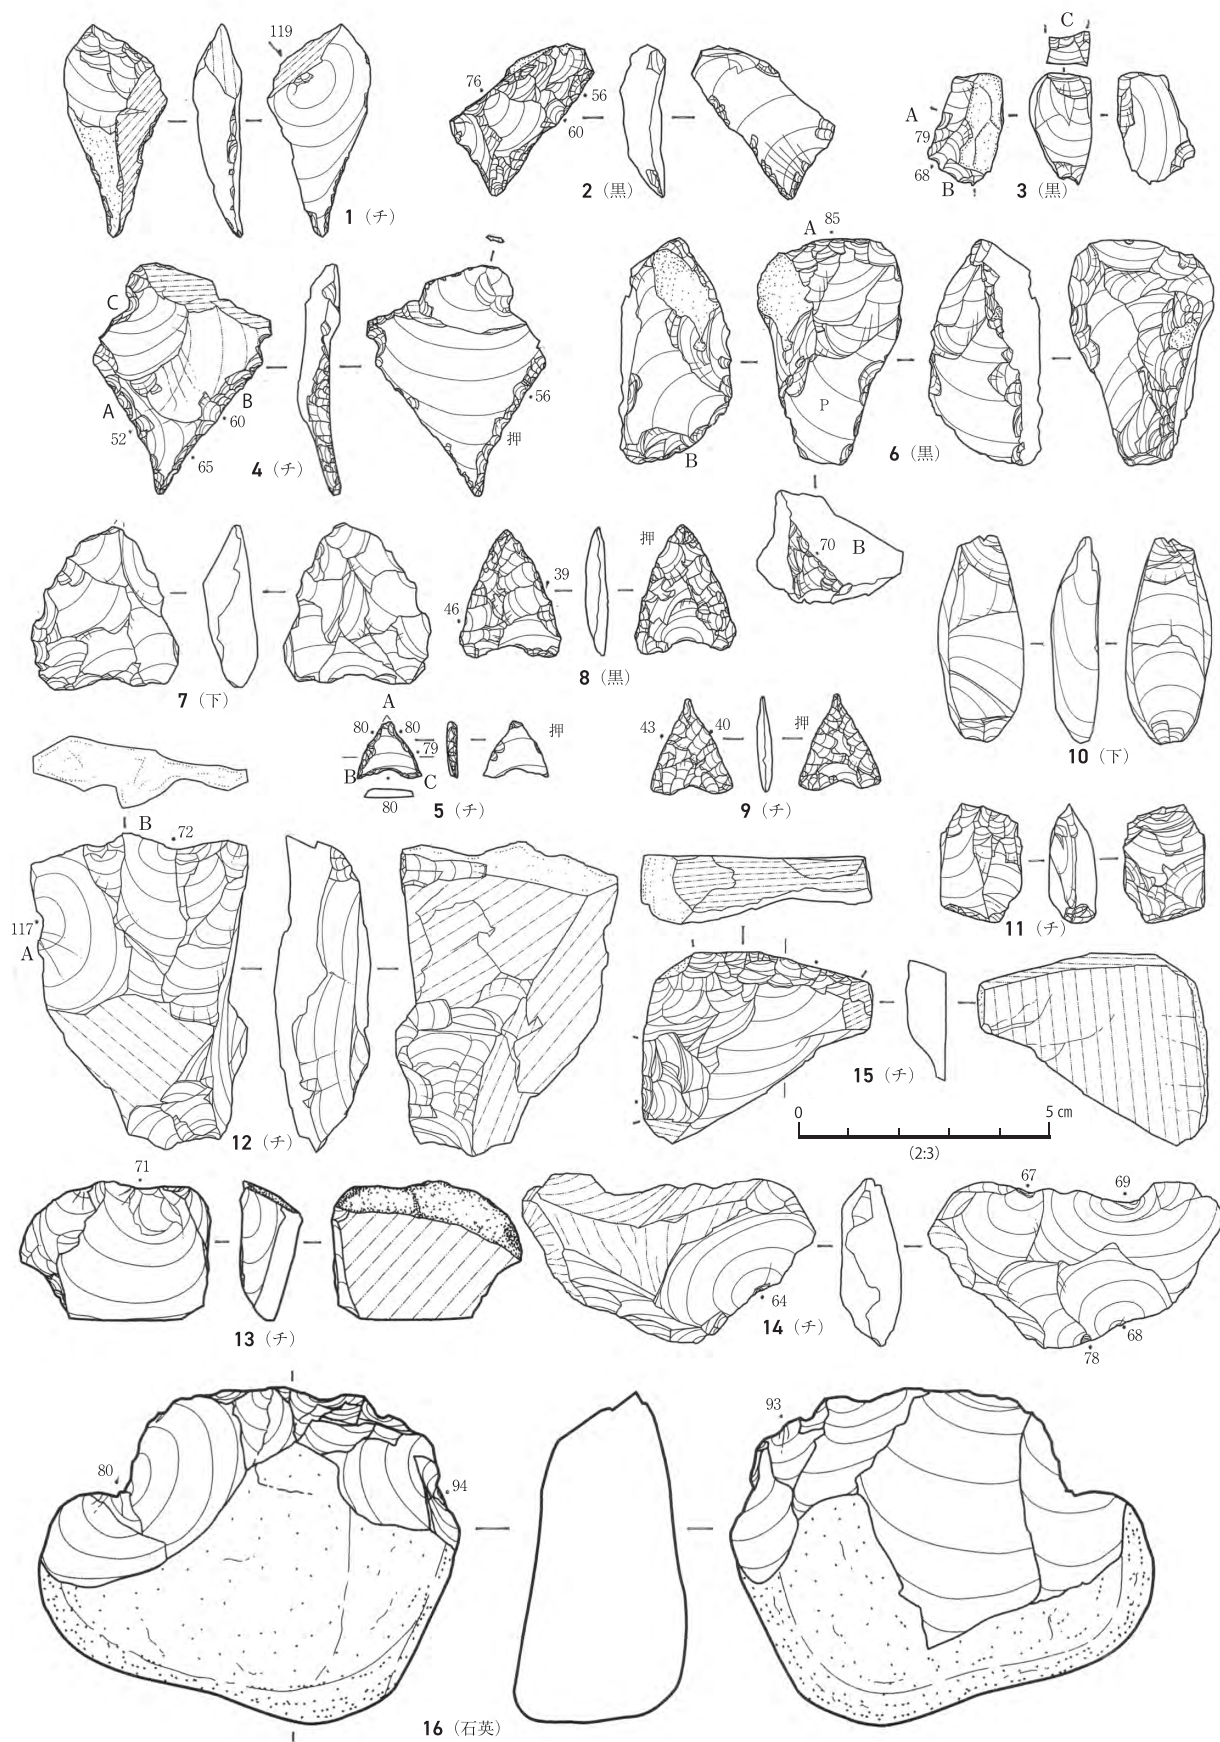 119
1（チ）
76
56
60
2（黒）
C
A
79
68
B
3（黒）
C
A
B
52
60
65
56
押
4（チ）
A
85
P
B
6（黒）
70
B
7（下）
46
39
押
8（黒）
A
80
80
79
B
C
80
押
5（チ）
43
40
押
9（チ）
10（下）
11（チ）
B
72
117
A
12（チ）
15（チ）
0
5 cm
(2:3)
71
13（チ）
64
14（チ）
67
69
68
78
80
94
93
16（石英）